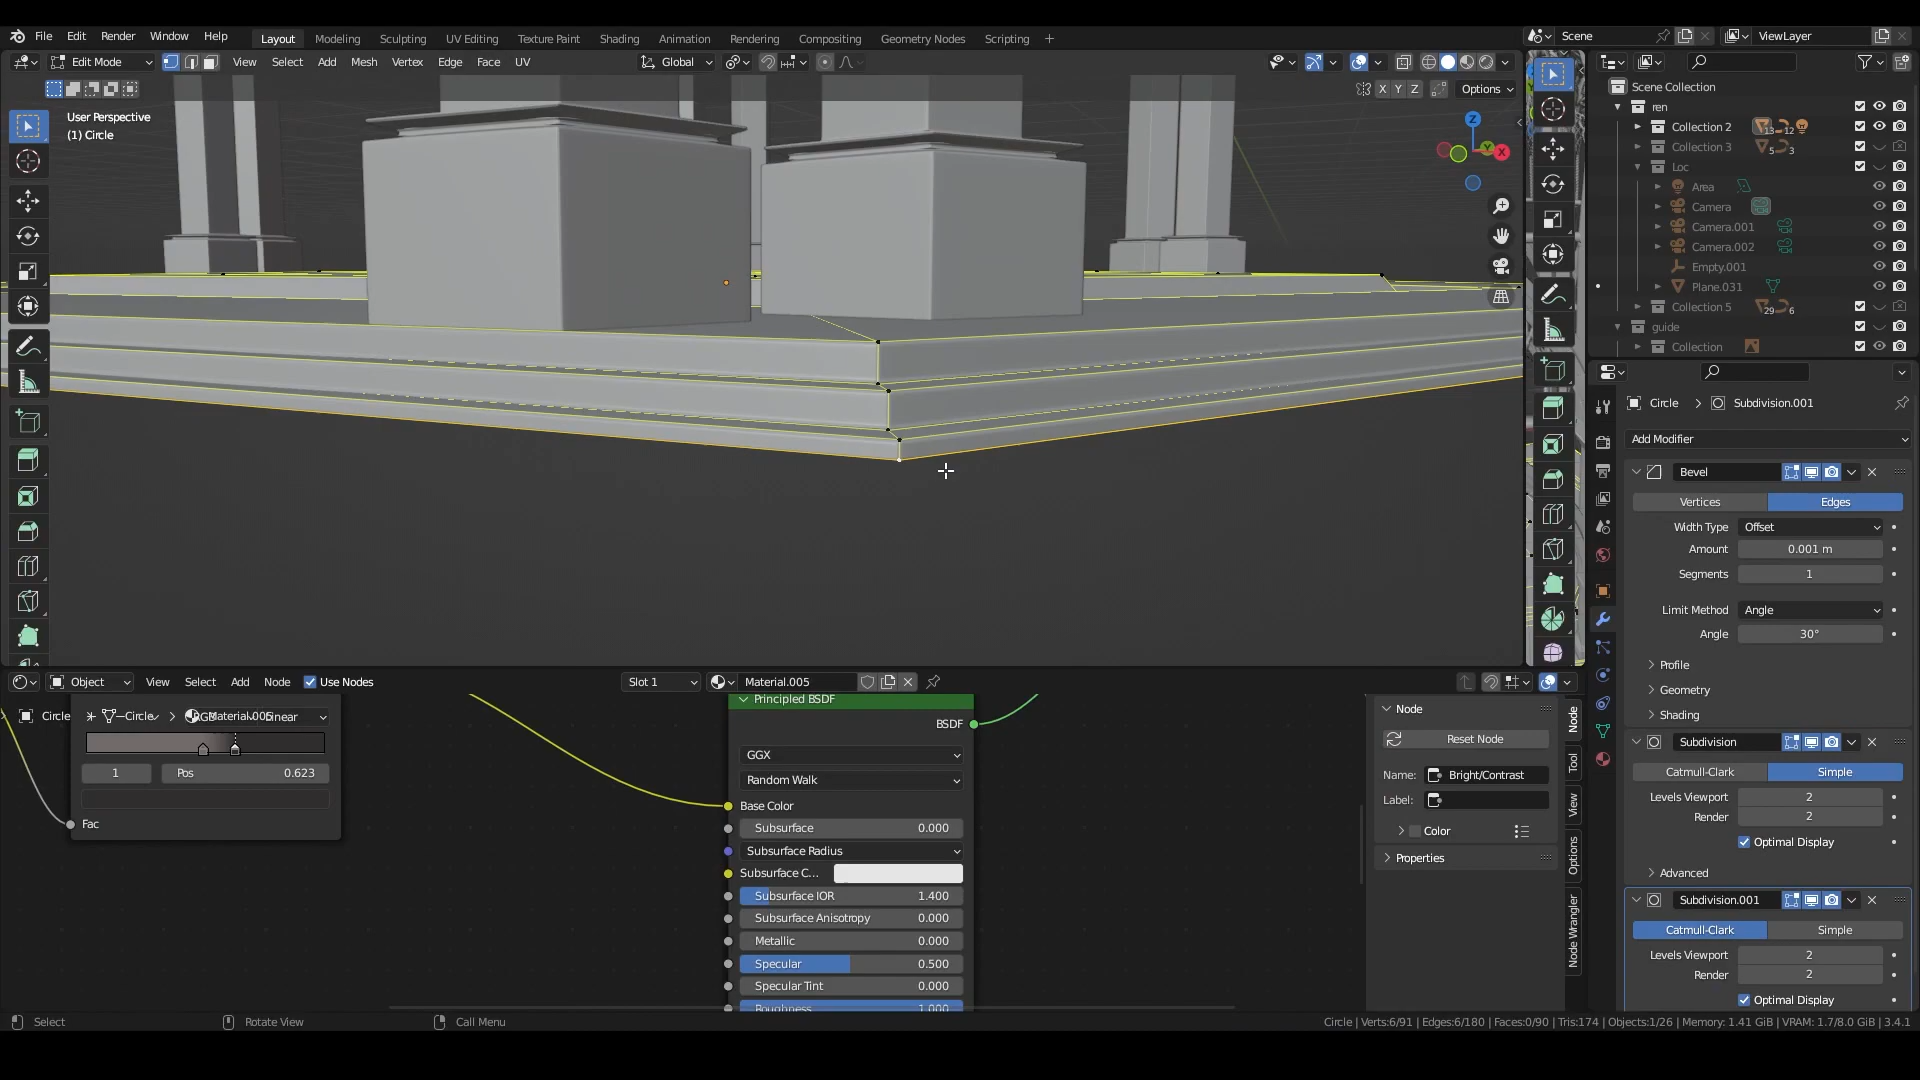 File Edit Render Window Help Layout Modeling Sculpting UV Editing Texture Paint Shading Animation Rendering Compositing Geometry Nodes Scripting +
Scene ViewLayer
Edit Mode View Select Add Mesh Vertex Edge Face UV Global
X Y Z Options
User Perspective
(1) Circle
Z
Y
X
Scene Collection
ren
Collection 2 13 12
Collection 3 5 3
Loc
Area
Camera
Camera.001
Camera.002
Empty.001
Plane.031
Collection 5 29 6
guide
Collection
Circle > Subdivision.001
Add Modifier
Bevel
Vertices Edges
Width Type Offset
Amount 0.001 m
Segments 1
Limit Method Angle
Angle 30°
Profile
Geometry
Shading
Subdivision
Catmull-Clark Simple
Levels Viewport 2
Render 2
Optimal Display
Advanced
Subdivision.001
Catmull-Clark Simple
Levels Viewport 2
Render 2
Optimal Display
Object View Select Add Node Use Nodes Slot 1 Material.005
Circle Circle Material.005 RGB Linear
1 Pos 0.623
Fac
Principled BSDF
BSDF
GGX
Random Walk
Base Color
Subsurface 0.000
Subsurface Radius
Subsurface C...
Subsurface IOR 1.400
Subsurface Anisotropy 0.000
Metallic 0.000
Specular 0.500
Specular Tint 0.000
Roughness 1.000
Node
Reset Node
Name: Bright/Contrast
Label:
Color
Properties
Node
Tool
View
Options
Node Wrangler
Select Rotate View Call Menu
Circle | Verts:6/91 | Edges:6/180 | Faces:0/90 | Tris:174 | Objects:1/26 | Memory: 1.41 GiB | VRAM: 1.7/8.0 GiB | 3.4.1